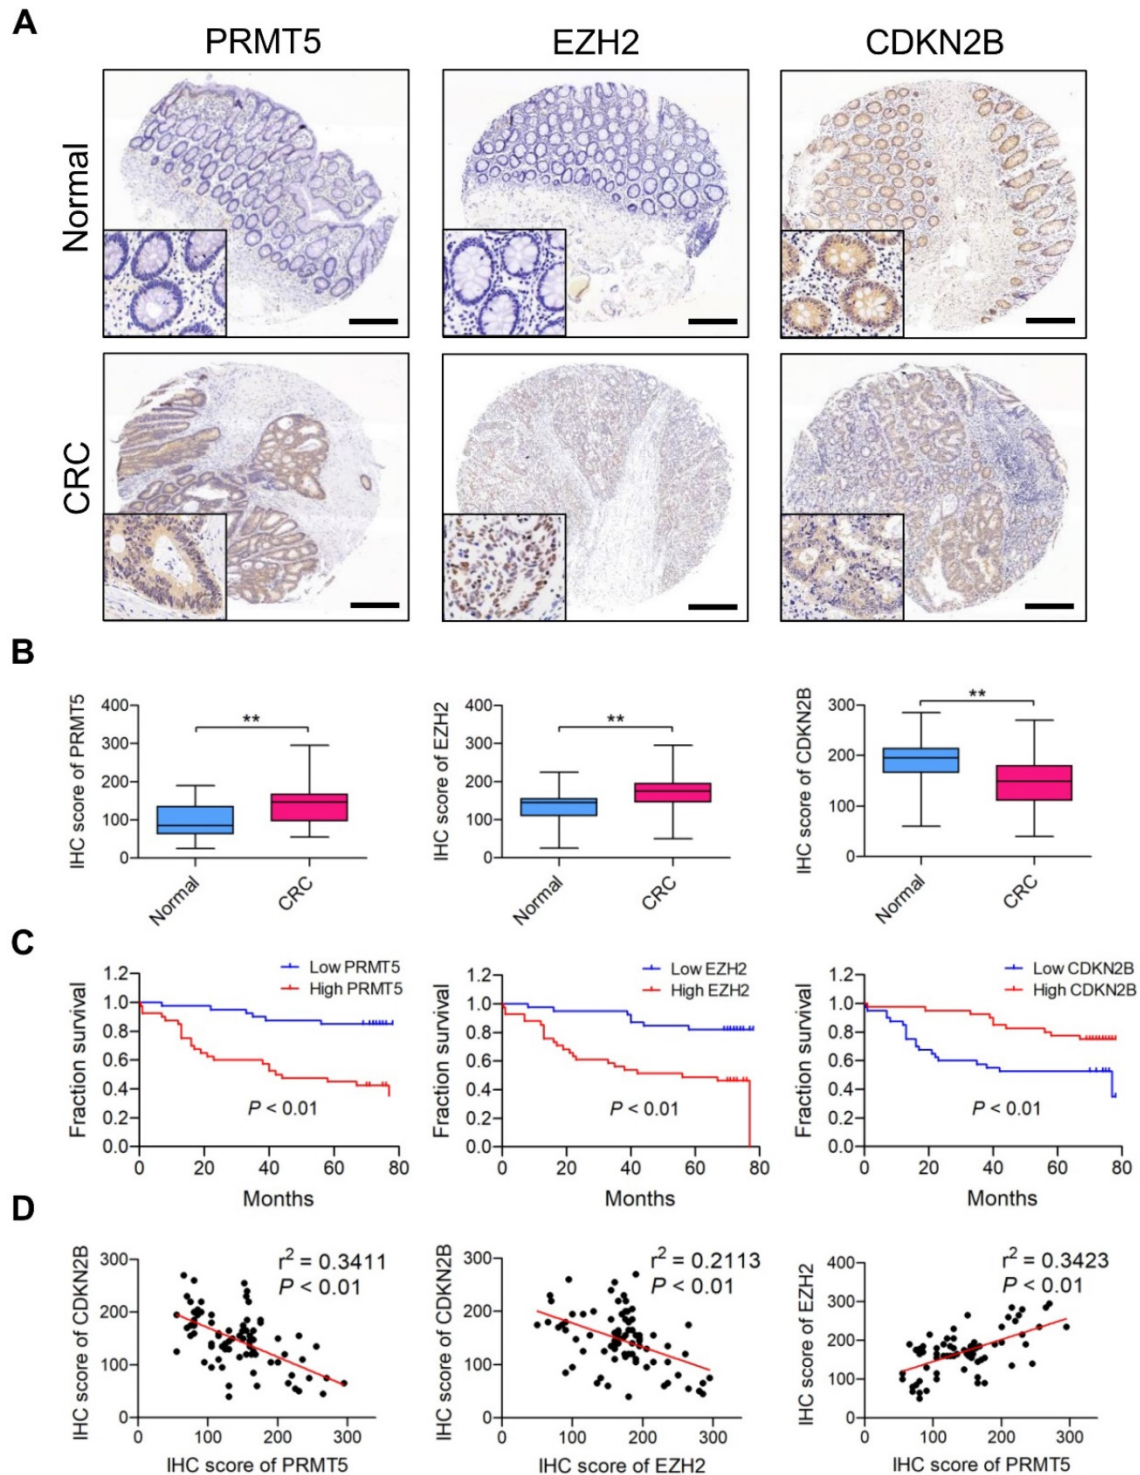 A
PRMT5 EZH2 CDKN2B
Normal
CRC
B
IHC score of PRMT5
400
300
200
100
0
**
Normal CRC
IHC score of EZH2
400
300
200
100
0
**
Normal CRC
IHC score of CDKN2B
300
200
100
0
**
Normal CRC
C
Fraction survival
1.2
1.0
0.8
0.6
0.4
0.2
0.0
Low PRMT5
High PRMT5
P < 0.01
0 20 40 60 80
Months
Fraction survival
1.2
1.0
0.8
0.6
0.4
0.2
0.0
Low EZH2
High EZH2
P < 0.01
0 20 40 60 80
Months
Fraction survival
1.2
1.0
0.8
0.6
0.4
0.2
0.0
Low CDKN2B
High CDKN2B
P < 0.01
0 20 40 60 80
Months
D
IHC score of CDKN2B
300
200
100
0
r² = 0.3411
P < 0.01
0 100 200 300
IHC score of PRMT5
IHC score of CDKN2B
300
200
100
0
r² = 0.2113
P < 0.01
0 100 200 300
IHC score of EZH2
IHC score of EZH2
400
300
200
100
0
r² = 0.3423
P < 0.01
0 100 200 300
IHC score of PRMT5